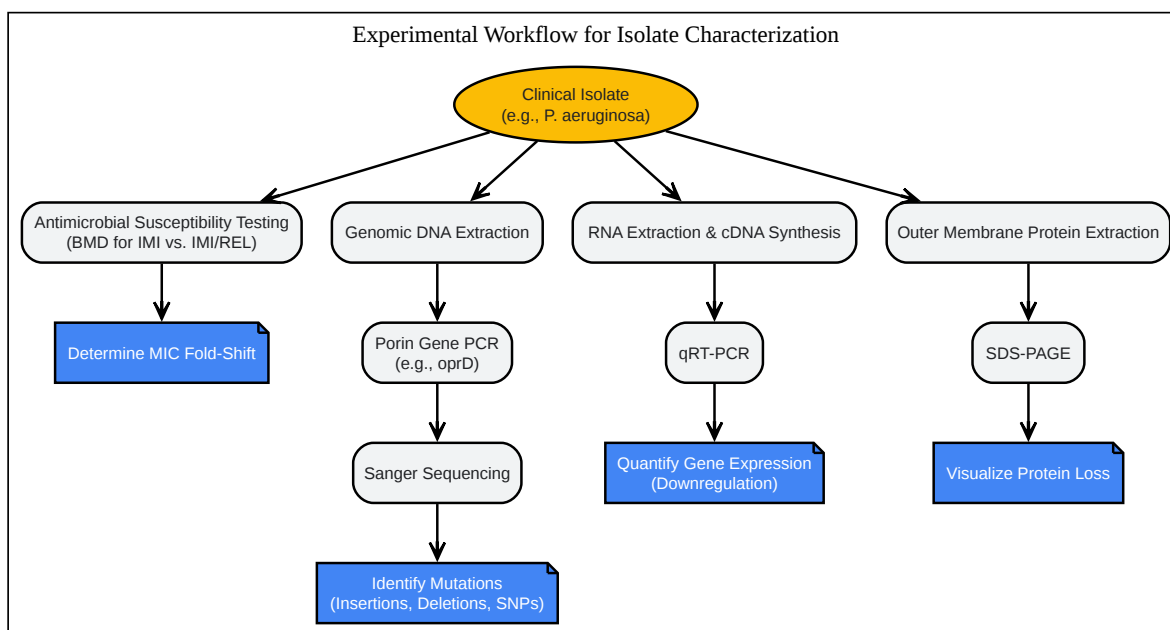 Experimental Workflow for Isolate Characterization
Clinical Isolate
(e.g., P. aeruginosa)
Antimicrobial Susceptibility Testing
(BMD for IMI vs. IMI/REL)
Genomic DNA Extraction
RNA Extraction & cDNA Synthesis
Outer Membrane Protein Extraction
Determine MIC Fold-Shift
Porin Gene PCR
(e.g., oprD)
qRT-PCR
SDS-PAGE
Sanger Sequencing
Quantify Gene Expression
(Downregulation)
Visualize Protein Loss
Identify Mutations
(Insertions, Deletions, SNPs)